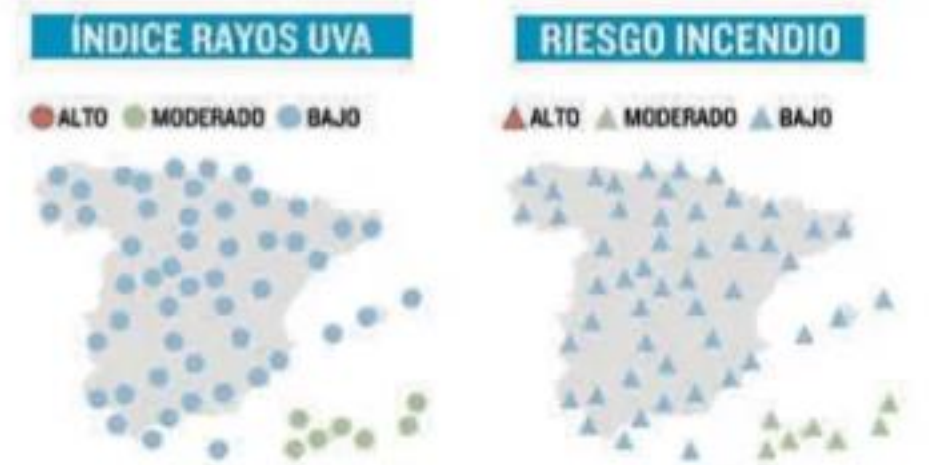 ÍNDICE RAYOS UVA
ALTO MODERADO BAJO
RIESGO INCENDIO
ALTO MODERADO BAJO